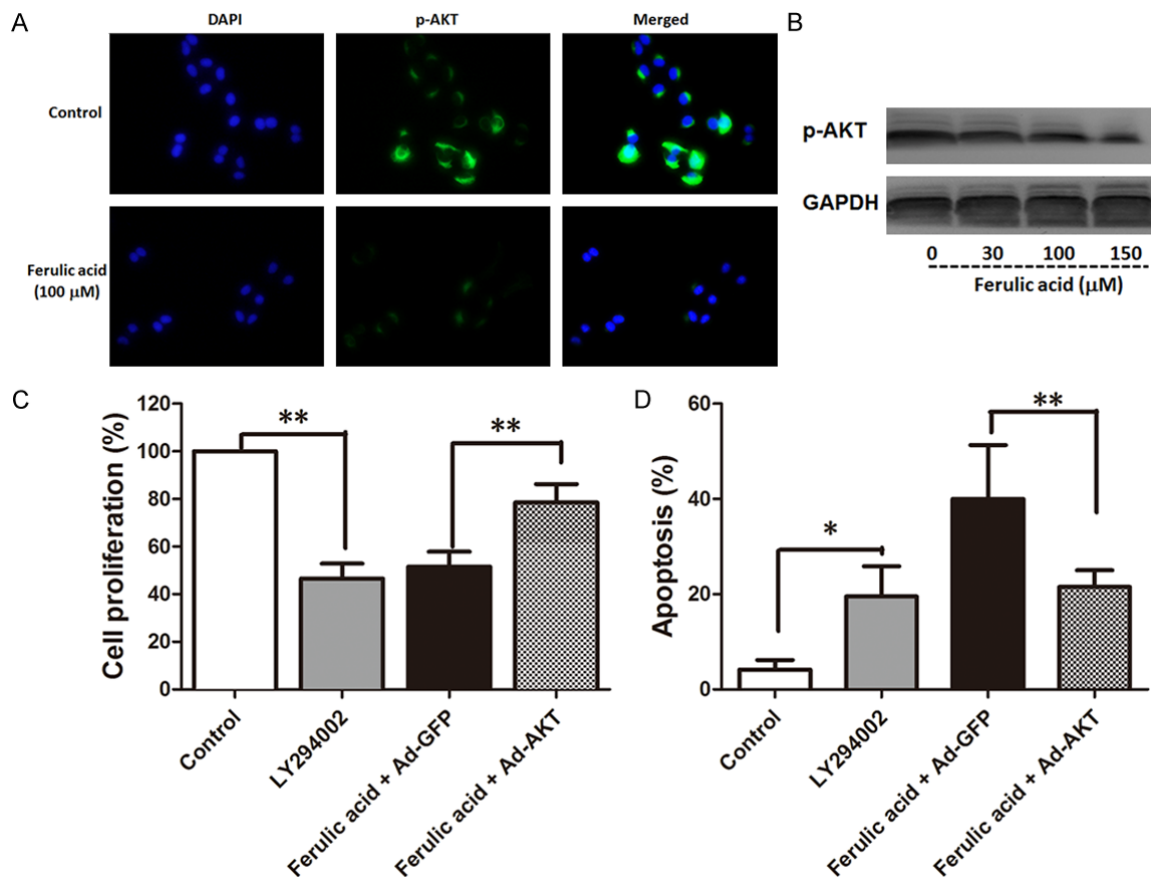 A
DAPI
p-AKT
Merged
Control
Ferulic acid
(100 μM)
B
p-AKT
GAPDH
0 30 100 150
Ferulic acid (μM)
C
Cell proliferation (%)
120
100
80
60
40
20
0
**
**
Control
LY294002
Ferulic acid + Ad-GFP
Ferulic acid + Ad-AKT
D
Apoptosis (%)
60
40
20
0
*
**
Control
LY294002
Ferulic acid + Ad-GFP
Ferulic acid + Ad-AKT